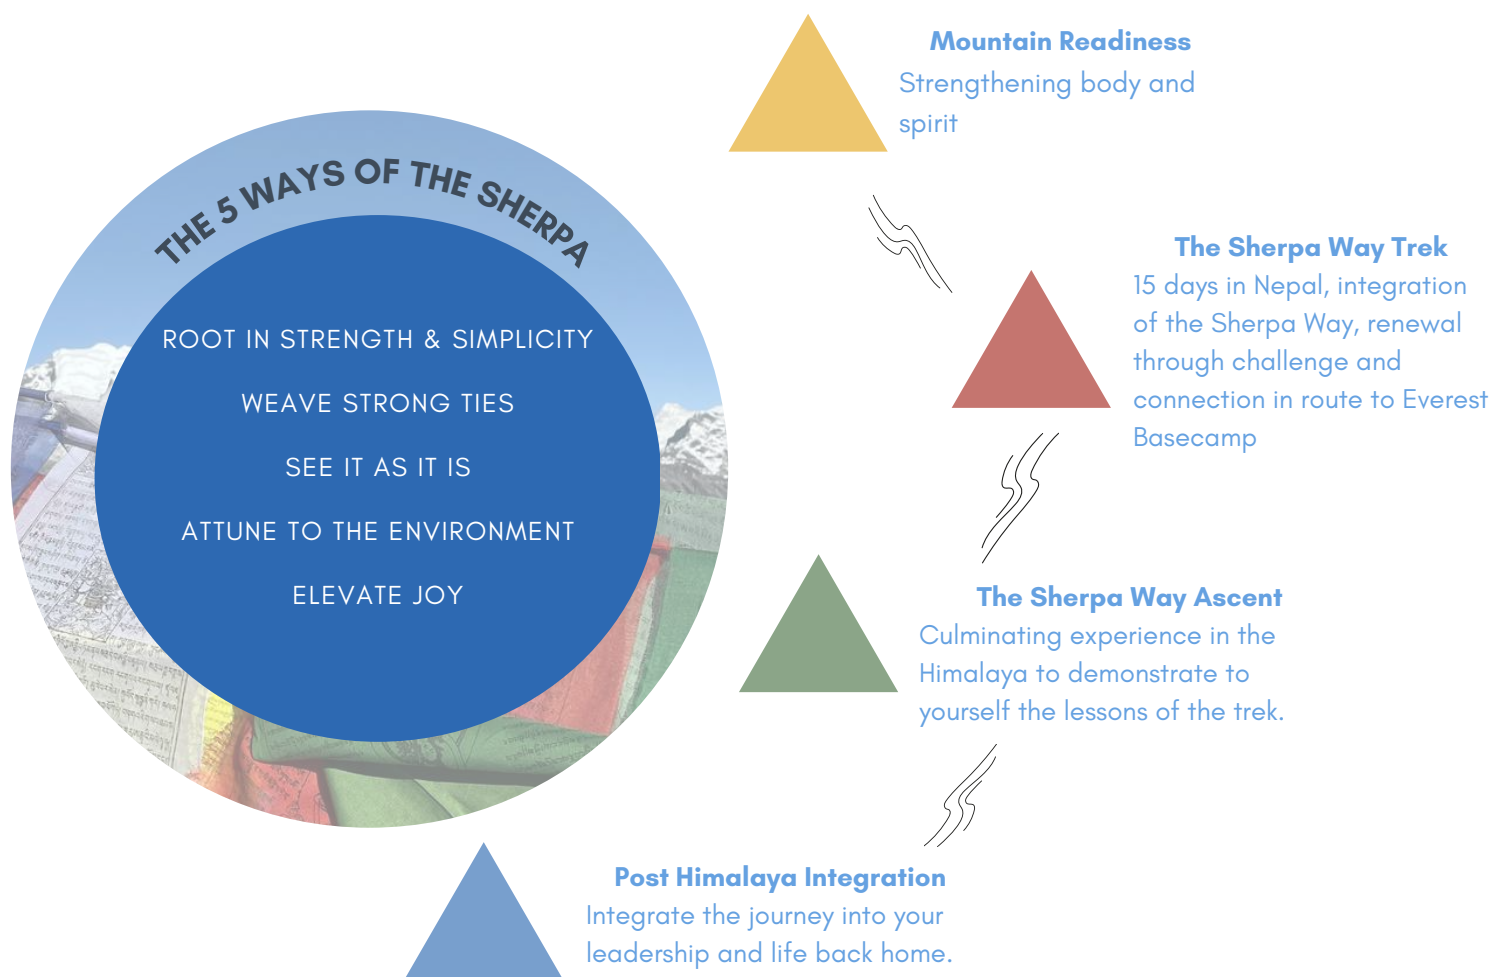 THE 5 WAYS OF THE SHERPA
ROOT IN STRENGTH & SIMPLICITY
WEAVE STRONG TIES
SEE IT AS IT IS
ATTUNE TO THE ENVIRONMENT
ELEVATE JOY
Mountain Readiness
Strengthening body and
spirit
The Sherpa Way Trek
15 days in Nepal, integration
of the Sherpa Way, renewal
through challenge and
connection in route to Everest
Basecamp
The Sherpa Way Ascent
Culminating experience in the
Himalaya to demonstrate to
yourself the lessons of the trek.
Post Himalaya Integration
Integrate the journey into your
leadership and life back home.